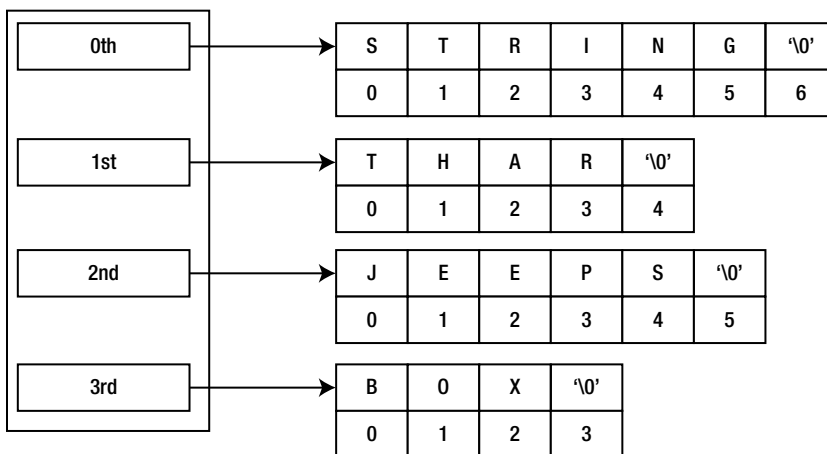 0th S T R I N G ‘\0’
0 1 2 3 4 5 6
1st T H A R ‘\0’
0 1 2 3 4
2nd J E E P S ‘\0’
0 1 2 3 4 5
3rd B O X ‘\0’
0 1 2 3